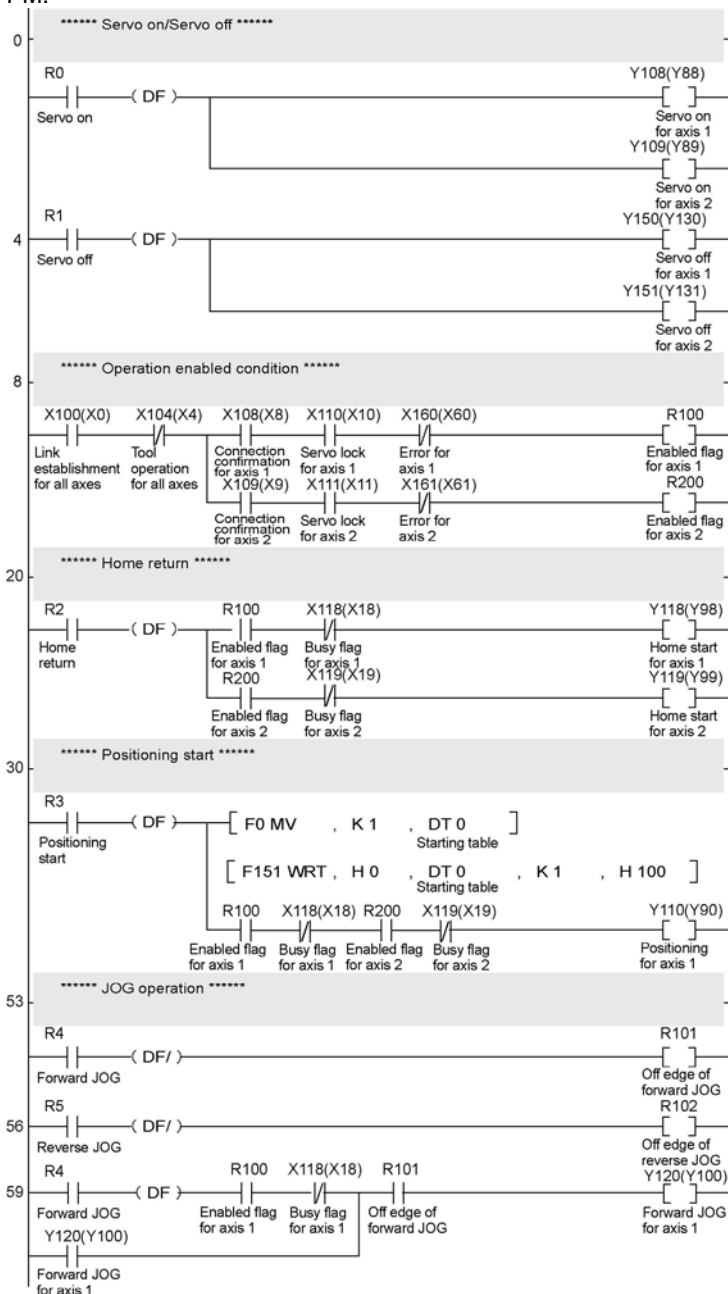 PM.
0
****** Servo on/Servo off ******
R0
Y108(Y88)
( DF )
Servo on
Servo on
for axis 1
Y109(Y89)
Servo on
for axis 2
R1
Y150(Y130)
4
( DF )
Servo off
Servo off
for axis 1
Y151(Y131)
Servo off
for axis 2
8
****** Operation enabled condition ******
X100(X0) X104(X4) X108(X8) X110(X10) X160(X60) R100
Link
establishment
for all axes
Tool
operation
for all axes
Connection
confirmation
for axis 1
Servo lock
for axis 1
Error for
axis 1
Enabled flag
for axis 1
X109(X9) X111(X11) X161(X61) R200
Connection
confirmation
for axis 2
Servo lock
for axis 2
Error for
axis 2
Enabled flag
for axis 2
20
****** Home return ******
R2 R100 X118(X18) Y118(Y98)
( DF )
Home
return
Enabled flag
for axis 1
Busy flag
for axis 1
Home start
for axis 1
R200 X119(X19) Y119(Y99)
Enabled flag
for axis 2
Busy flag
for axis 2
Home start
for axis 2
30
****** Positioning start ******
R3
( DF ) [ F0 MV , K 1 , DT 0 ]
Positioning
start
Starting table
[ F151 WRT , H 0 , DT 0 , K 1 , H 100 ]
Starting table
R100 X118(X18) R200 X119(X19) Y110(Y90)
Enabled flag
for axis 1
Busy flag
for axis 1
Enabled flag
for axis 2
Busy flag
for axis 2
Positioning
for axis 1
53
****** JOG operation ******
R4 R101
( DF/ )
Forward JOG
Off edge of
forward JOG
R5 R102
56
( DF/ )
Reverse JOG
Off edge of
reverse JOG
R4 R100 X118(X18) R101 Y120(Y100)
59
( DF )
Forward JOG
Enabled flag
for axis 1
Busy flag
for axis 1
Off edge of
forward JOG
Forward JOG
for axis 1
Y120(Y100)
Forward JOG
for axis 1